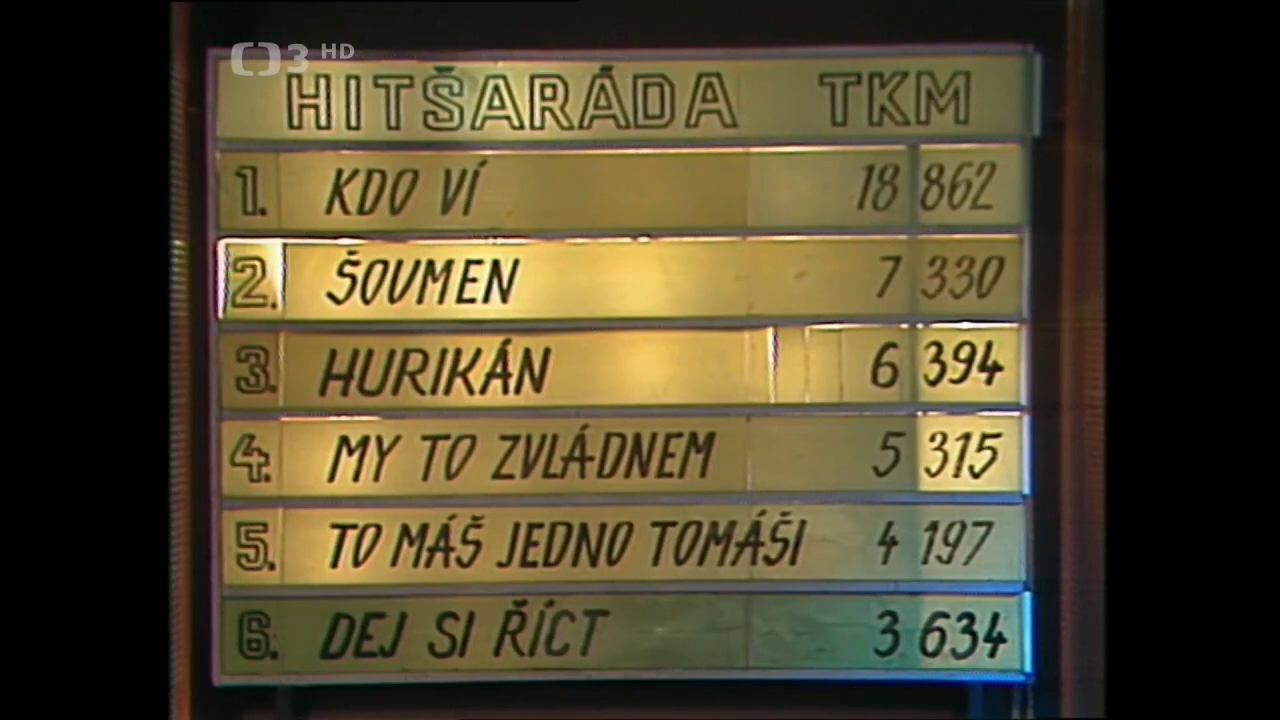 3 HD
HITŠARÁDA TKM
1. KDO VÍ 18 862
2. ŠOUMEN 7 330
3. HURIKÁN 6 394
4. MY TO ZVLÁDNEM 5 315
5. TO MÁŠ JEDNO TOMÁŠI 4 197
6. DEJ SI ŘÍCT 3 634